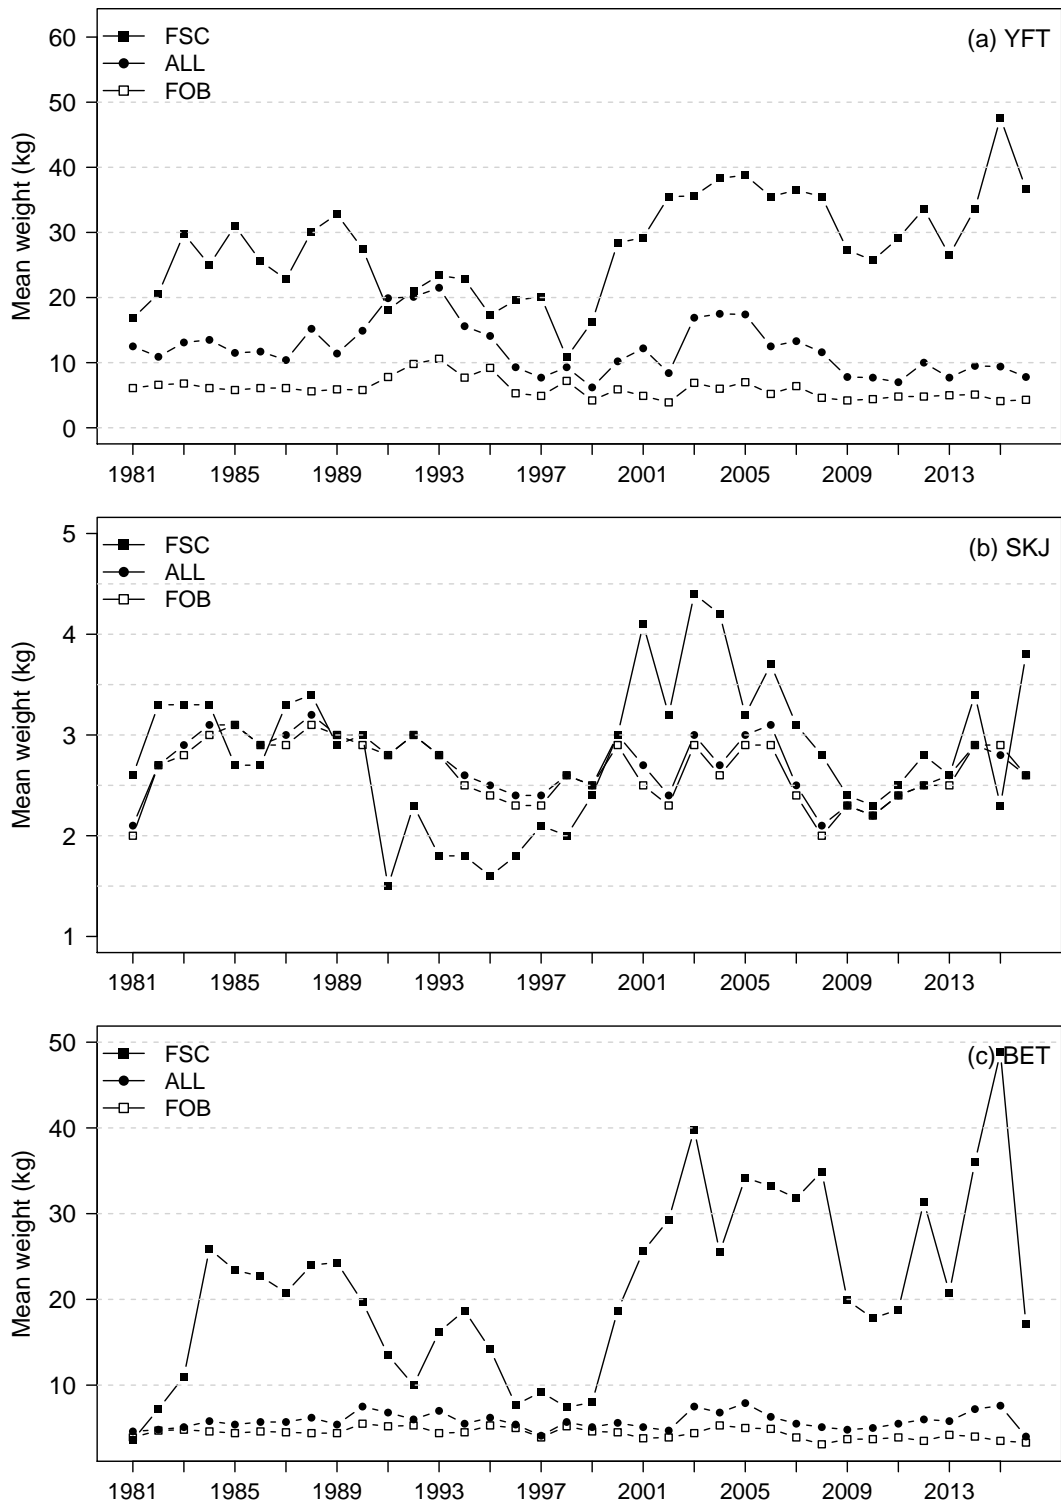 (a) YFT
FSC
ALL
FOB
Mean weight (kg)
60
50
40
30
20
10
0
1981 1985 1989 1993 1997 2001 2005 2009 2013
(b) SKJ
FSC
ALL
FOB
Mean weight (kg)
5
4
3
2
1
1981 1985 1989 1993 1997 2001 2005 2009 2013
(c) BET
FSC
ALL
FOB
Mean weight (kg)
50
40
30
20
10
1981 1985 1989 1993 1997 2001 2005 2009 2013